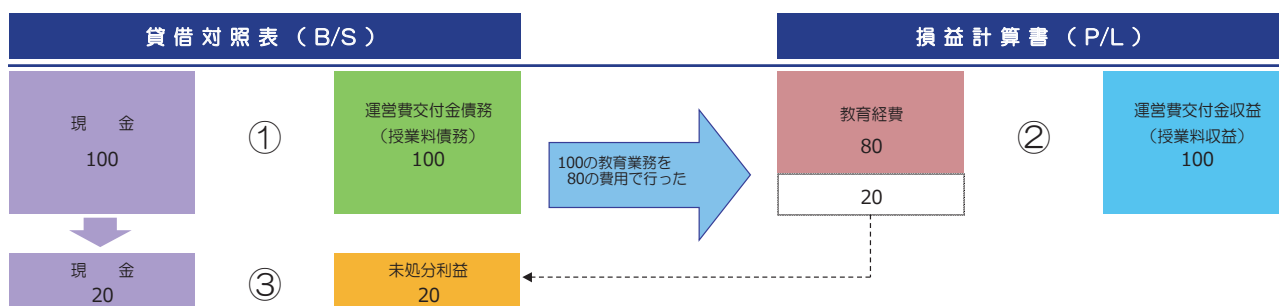 貸借対照表（B/S）
損益計算書（P/L）
現　金
100
①
運営費交付金債務
（授業料債務）
100
100の教育業務を
80の費用で行った
教育経費
80
20
②
運営費交付金収益
（授業料収益）
100
現　金
20
③
未処分利益
20